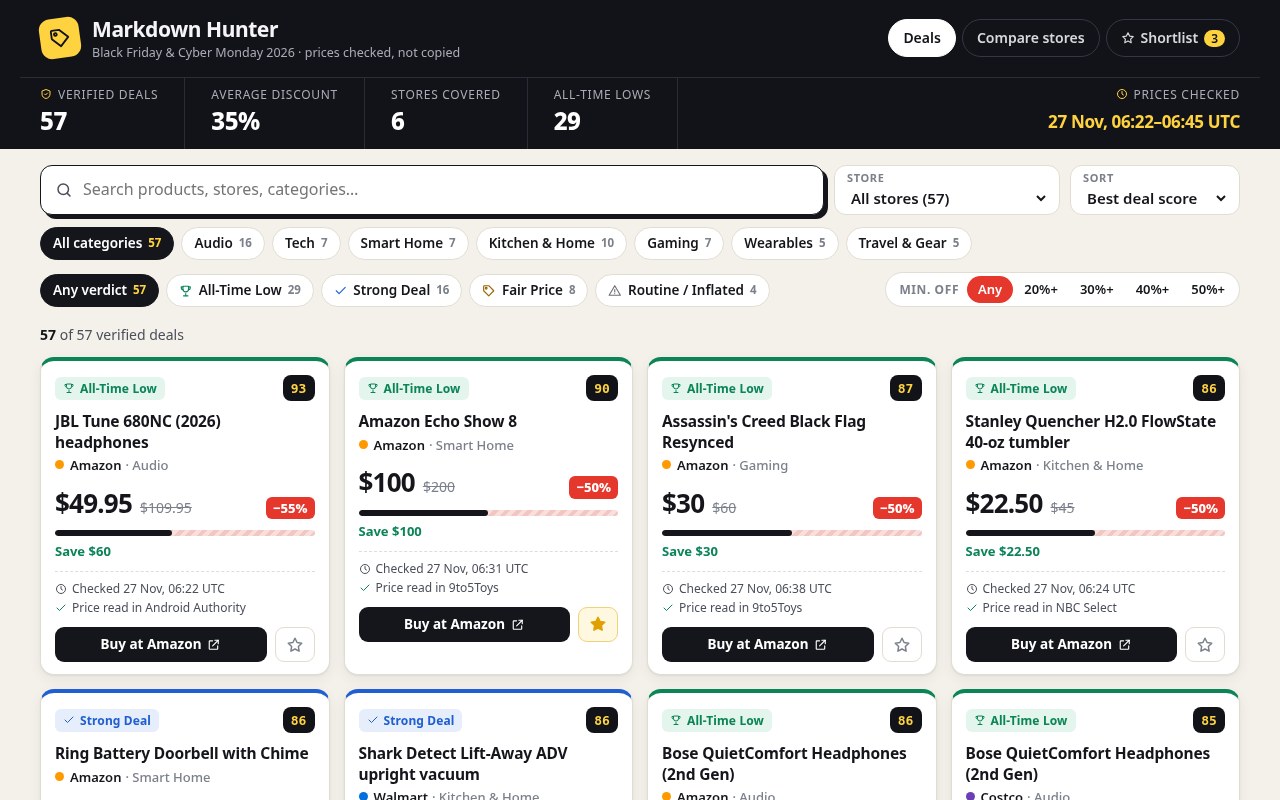 Markdown Hunter
Black Friday & Cyber Monday 2026 · prices checked, not copied
Deals
Compare stores
Shortlist 3
VERIFIED DEALS
57
AVERAGE DISCOUNT
35%
STORES COVERED
6
ALL-TIME LOWS
29
PRICES CHECKED
27 Nov, 06:22–06:45 UTC
Search products, stores, categories...
STORE
All stores (57)
SORT
Best deal score
All categories 57
Audio 16
Tech 7
Smart Home 7
Kitchen & Home 10
Gaming 7
Wearables 5
Travel & Gear 5
Any verdict 57
All-Time Low 29
Strong Deal 16
Fair Price 8
Routine / Inflated 4
MIN. OFF Any 20%+ 30%+ 40%+ 50%+
57 of 57 verified deals
All-Time Low 93
JBL Tune 680NC (2026)
headphones
Amazon · Audio
$49.95 $109.95 −55%
Save $60
Checked 27 Nov, 06:22 UTC
Price read in Android Authority
Buy at Amazon
All-Time Low 90
Amazon Echo Show 8
Amazon · Smart Home
$100 $200 −50%
Save $100
Checked 27 Nov, 06:31 UTC
Price read in 9to5Toys
Buy at Amazon
All-Time Low 87
Assassin's Creed Black Flag
Resynced
Amazon · Gaming
$30 $60 −50%
Save $30
Checked 27 Nov, 06:38 UTC
Price read in 9to5Toys
Buy at Amazon
All-Time Low 86
Stanley Quencher H2.0 FlowState
40-oz tumbler
Amazon · Kitchen & Home
$22.50 $45 −50%
Save $22.50
Checked 27 Nov, 06:24 UTC
Price read in NBC Select
Buy at Amazon
Strong Deal 86
Ring Battery Doorbell with Chime
Amazon · Smart Home
Strong Deal 86
Shark Detect Lift-Away ADV
upright vacuum
Walmart · Kitchen & Home
All-Time Low 86
Bose QuietComfort Headphones
(2nd Gen)
Amazon · Audio
All-Time Low 85
Bose QuietComfort Headphones
(2nd Gen)
Costco · Audio